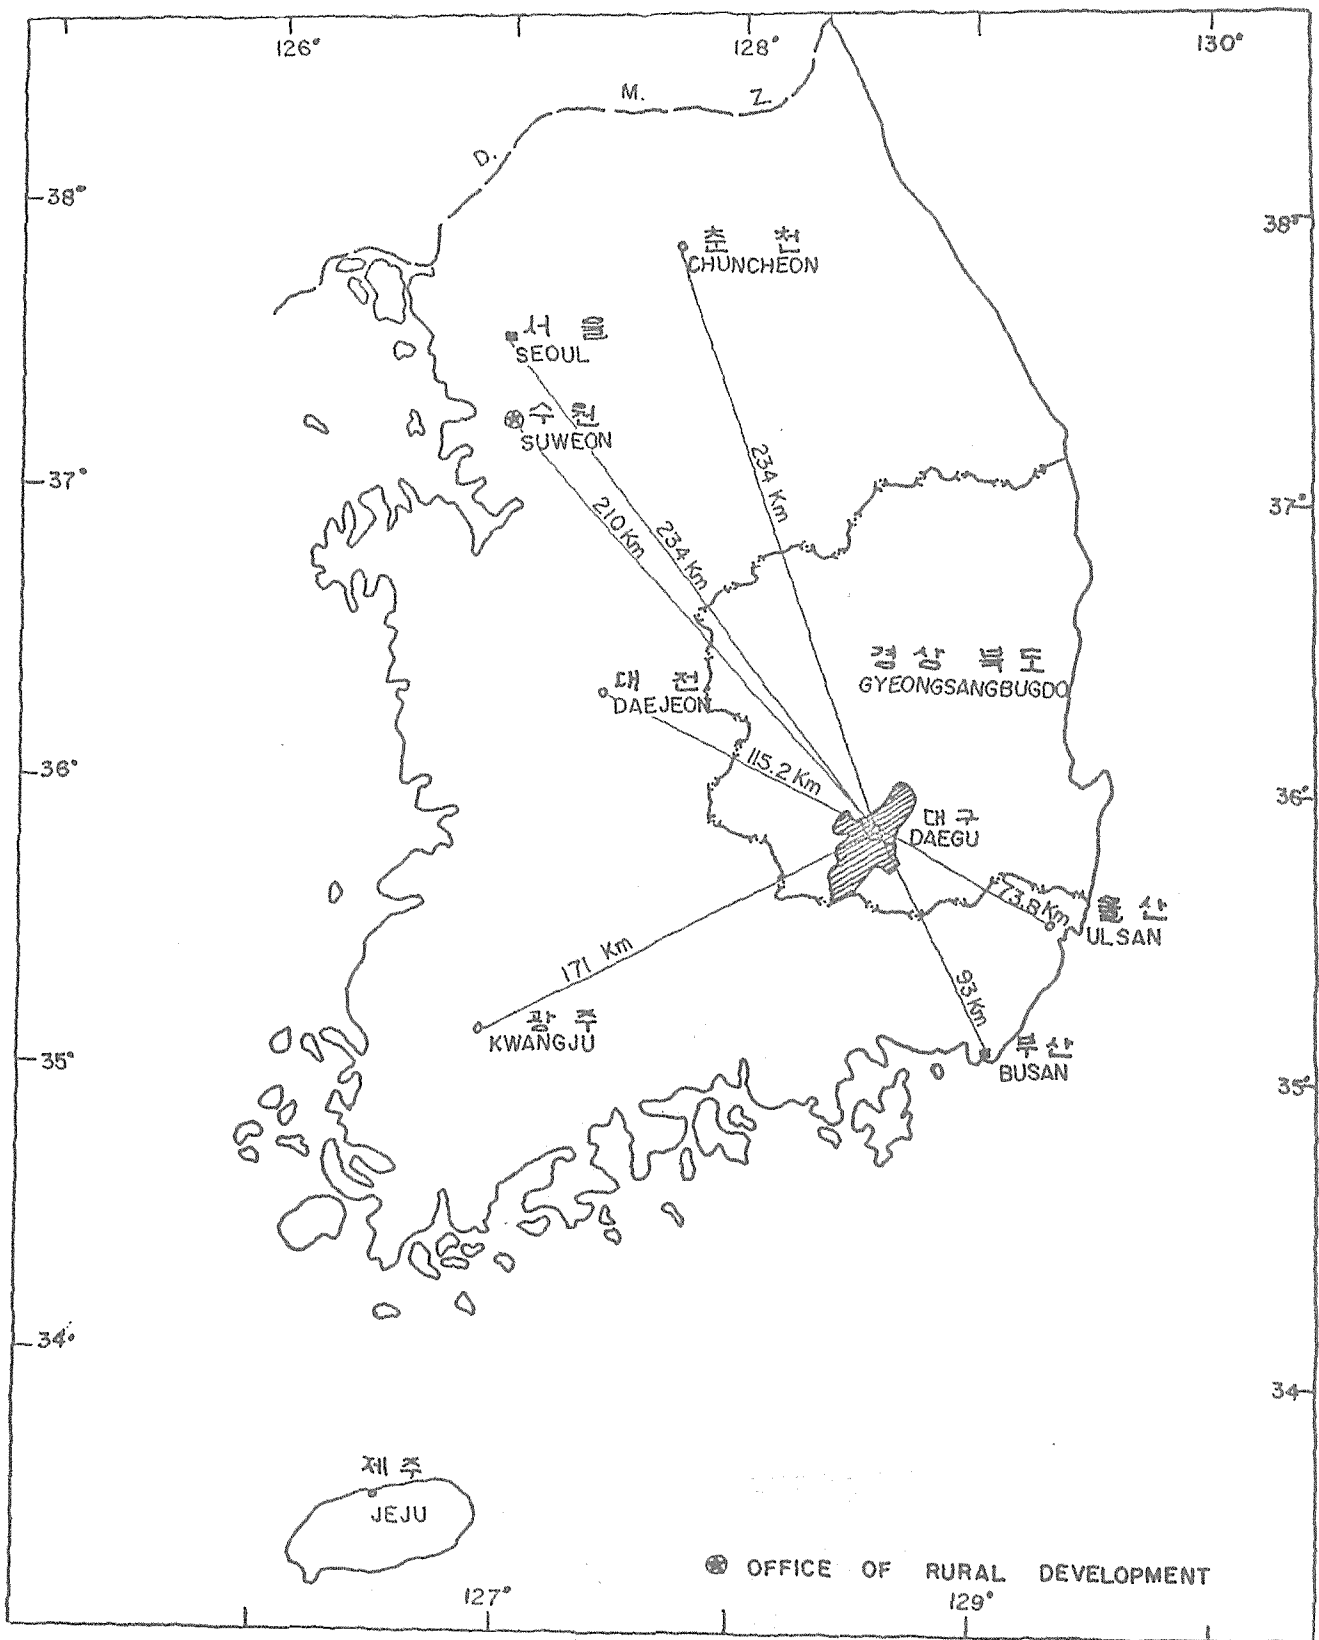 126°
128°
130°
D. M. Z.
38°
38°
춘 천
CHUNCHEON
서 울
SEOUL
수 원
SUWEON
37°
37°
234 Km
210 Km
234 Km
경 상 북 도
GYEONGSANGBUGDO
대 전
DAEJEON
115.2 Km
36°
36°
대 구
DAEGU
73.8 Km
울 산
ULSAN
171 Km
93 Km
광 주
KWANGJU
부 산
BUSAN
35°
35°
34°
34
제 주
JEJU
OFFICE OF RURAL DEVELOPMENT
127°
129°